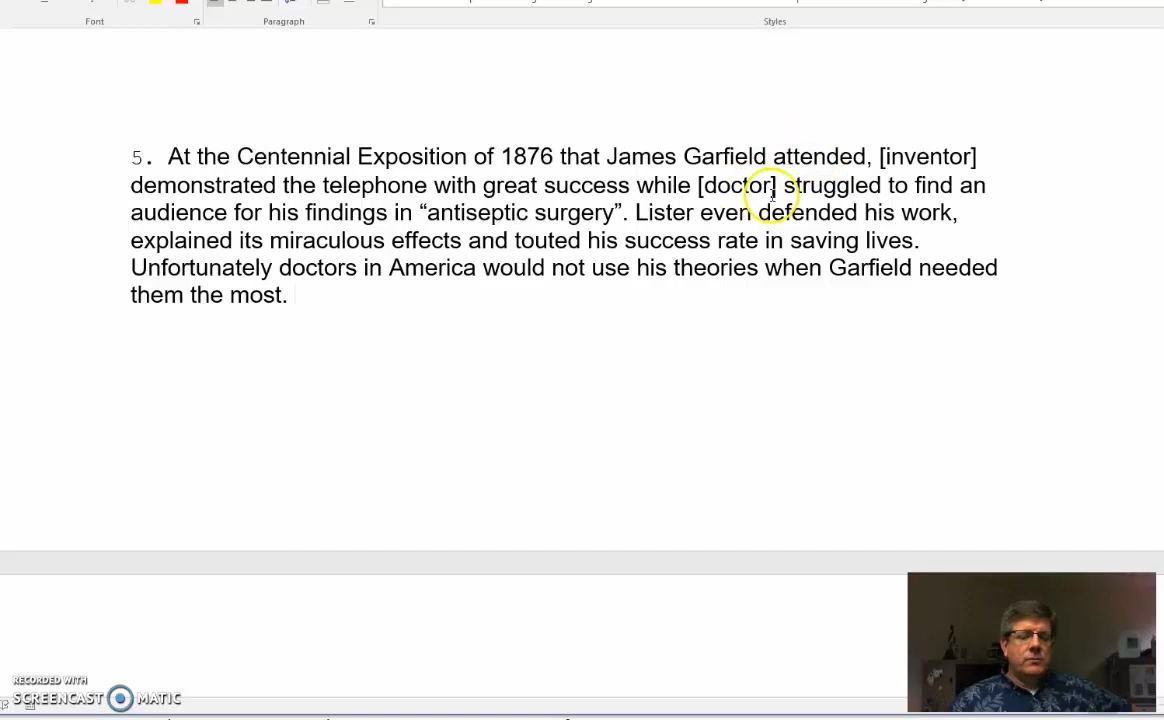 Font Paragraph Styles
5. At the Centennial Exposition of 1876 that James Garfield attended, [inventor]
demonstrated the telephone with great success while [doctor] struggled to find an
audience for his findings in “antiseptic surgery”. Lister even defended his work,
explained its miraculous effects and touted his success rate in saving lives.
Unfortunately doctors in America would not use his theories when Garfield needed
them the most.
RECORDED WITH
SCREENCAST MATIC